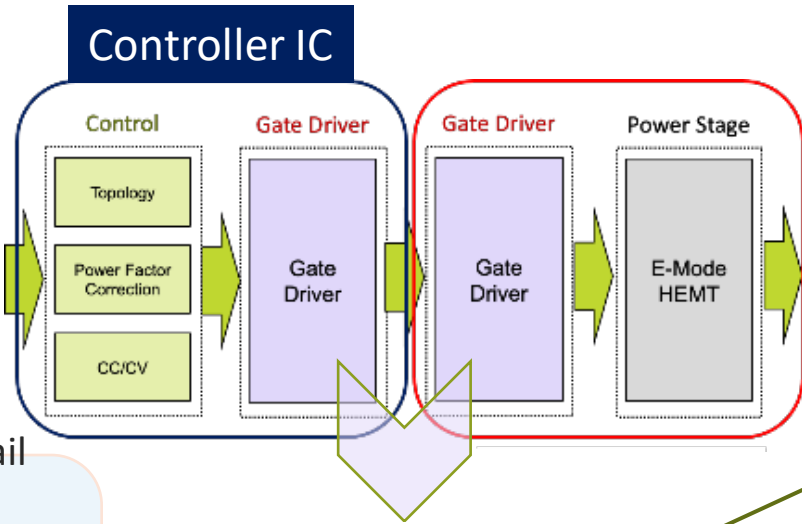 Controller IC
Control
Gate Driver
Gate Driver
Power Stage
Topology
Power Factor
Correction
CC/CV
Gate
Driver
Gate
Driver
E-Mode
HEMT
ail